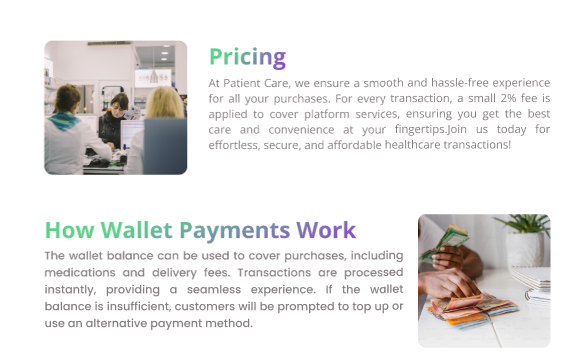 Pricing
At Patient Care, we ensure a smooth and hassle-free experience
for all your purchases. For every transaction, a small 2% fee is
applied to cover platform services, ensuring you get the best
care and convenience at your fingertips.Join us today for
effortless, secure, and affordable healthcare transactions!
How Wallet Payments Work
The wallet balance can be used to cover purchases, including
medications and delivery fees. Transactions are processed
instantly, providing a seamless experience. If the wallet
balance is insufficient, customers will be prompted to top up or
use an alternative payment method.